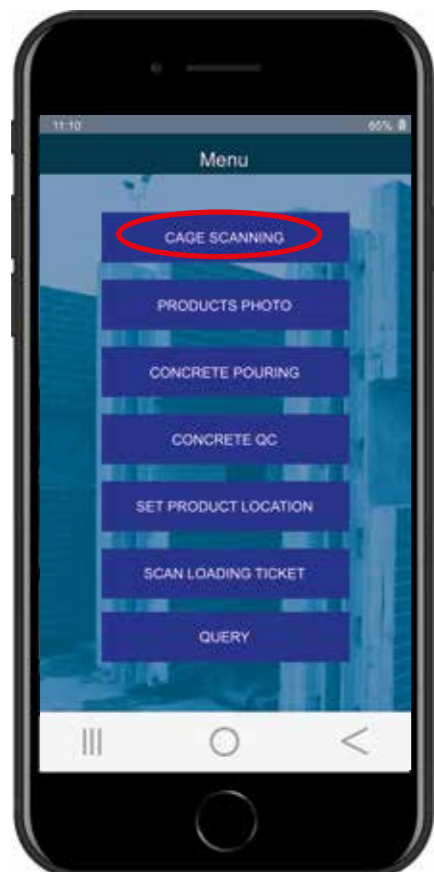 11:10 65%
Menu
CAGE SCANNING
PRODUCTS PHOTO
CONCRETE POURING
CONCRETE QC
SET PRODUCT LOCATION
SCAN LOADING TICKET
QUERY